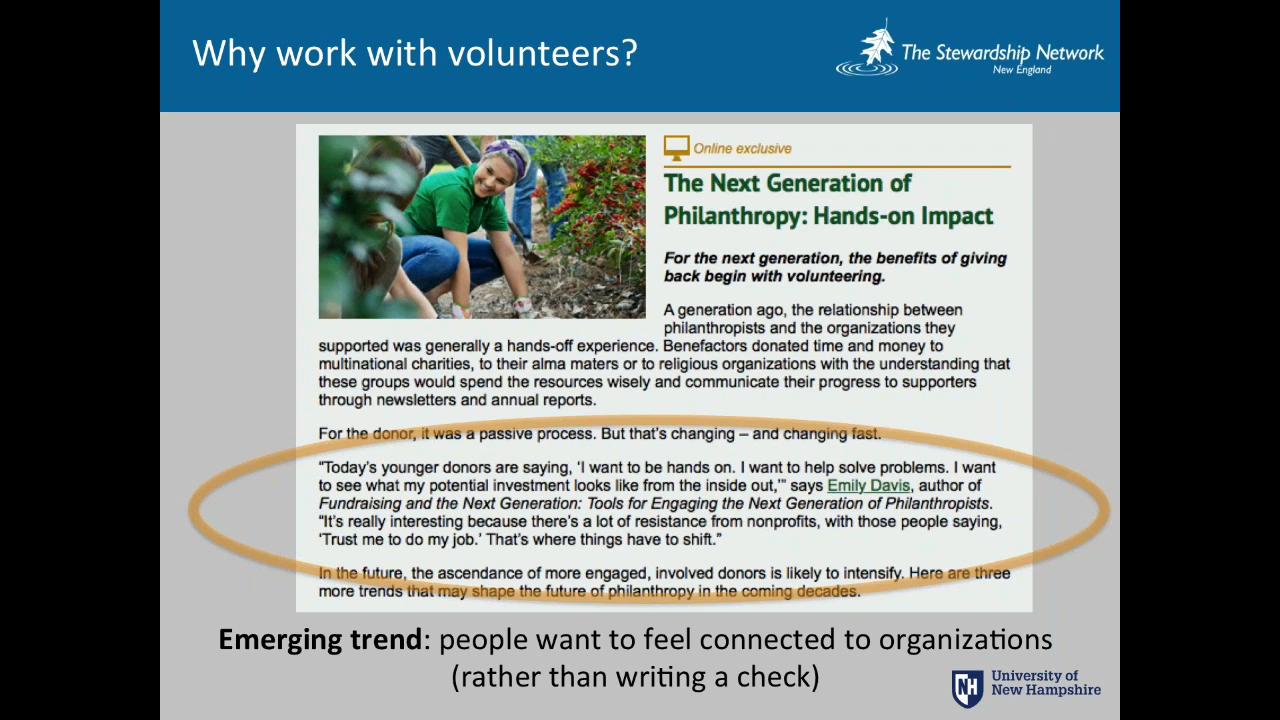 Why work with volunteers?
The Stewardship Network
New England
Online exclusive
The Next Generation of
Philanthropy: Hands-on Impact
For the next generation, the benefits of giving
back begin with volunteering.
A generation ago, the relationship between
philanthropists and the organizations they
supported was generally a hands-off experience. Benefactors donated time and money to
multinational charities, to their alma maters or to religious organizations with the understanding that
these groups would spend the resources wisely and communicate their progress to supporters
through newsletters and annual reports.
For the donor, it was a passive process. But that's changing – and changing fast.
“Today's younger donors are saying, ‘I want to be hands on. I want to help solve problems. I want
to see what my potential investment looks like from the inside out,’” says Emily Davis, author of
Fundraising and the Next Generation: Tools for Engaging the Next Generation of Philanthropists.
“It's really interesting because there's a lot of resistance from nonprofits, with those people saying,
‘Trust me to do my job.’ That's where things have to shift.”
In the future, the ascendance of more engaged, involved donors is likely to intensify. Here are three
more trends that may shape the future of philanthropy in the coming decades.
Emerging trend: people want to feel connected to organizations
(rather than writing a check)
NH
University of
New Hampshire